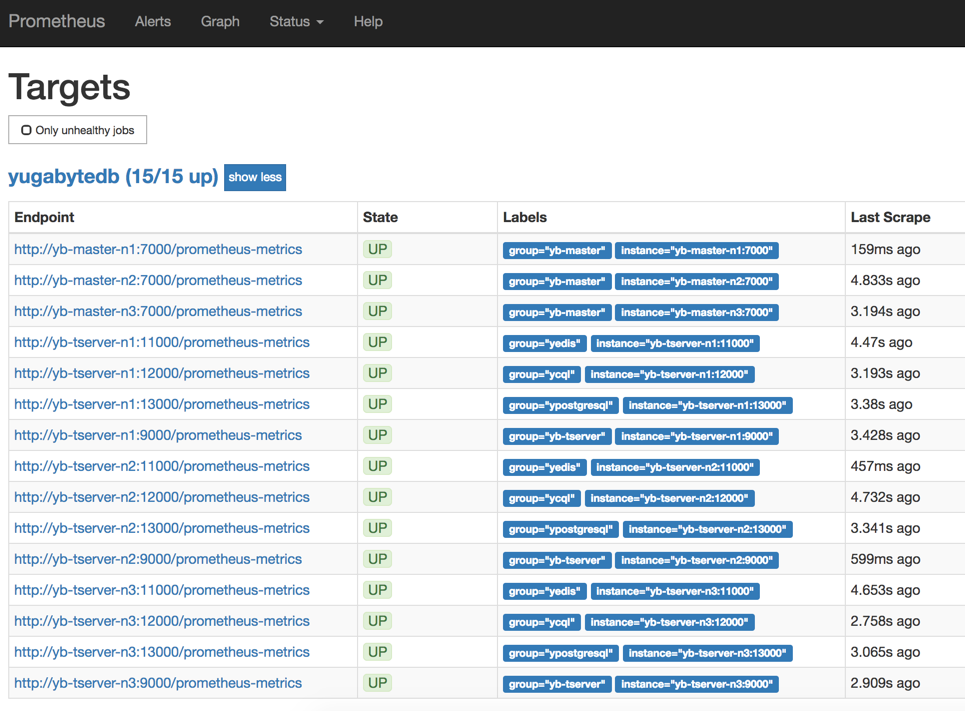 Prometheus Alerts Graph Status Help
Targets
Only unhealthy jobs
yugabytedb (15/15 up) show less
Endpoint State Labels Last Scrape
http://yb-master-n1:7000/prometheus-metrics UP group="yb-master" instance="yb-master-n1:7000" 159ms ago
http://yb-master-n2:7000/prometheus-metrics UP group="yb-master" instance="yb-master-n2:7000" 4.833s ago
http://yb-master-n3:7000/prometheus-metrics UP group="yb-master" instance="yb-master-n3:7000" 3.194s ago
http://yb-tserver-n1:11000/prometheus-metrics UP group="yedis" instance="yb-tserver-n1:11000" 4.47s ago
http://yb-tserver-n1:12000/prometheus-metrics UP group="ycql" instance="yb-tserver-n1:12000" 3.193s ago
http://yb-tserver-n1:13000/prometheus-metrics UP group="ypostgresql" instance="yb-tserver-n1:13000" 3.38s ago
http://yb-tserver-n1:9000/prometheus-metrics UP group="yb-tserver" instance="yb-tserver-n1:9000" 3.428s ago
http://yb-tserver-n2:11000/prometheus-metrics UP group="yedis" instance="yb-tserver-n2:11000" 457ms ago
http://yb-tserver-n2:12000/prometheus-metrics UP group="ycql" instance="yb-tserver-n2:12000" 4.732s ago
http://yb-tserver-n2:13000/prometheus-metrics UP group="ypostgresql" instance="yb-tserver-n2:13000" 3.341s ago
http://yb-tserver-n2:9000/prometheus-metrics UP group="yb-tserver" instance="yb-tserver-n2:9000" 599ms ago
http://yb-tserver-n3:11000/prometheus-metrics UP group="yedis" instance="yb-tserver-n3:11000" 4.653s ago
http://yb-tserver-n3:12000/prometheus-metrics UP group="ycql" instance="yb-tserver-n3:12000" 2.758s ago
http://yb-tserver-n3:13000/prometheus-metrics UP group="ypostgresql" instance="yb-tserver-n3:13000" 3.065s ago
http://yb-tserver-n3:9000/prometheus-metrics UP group="yb-tserver" instance="yb-tserver-n3:9000" 2.909s ago